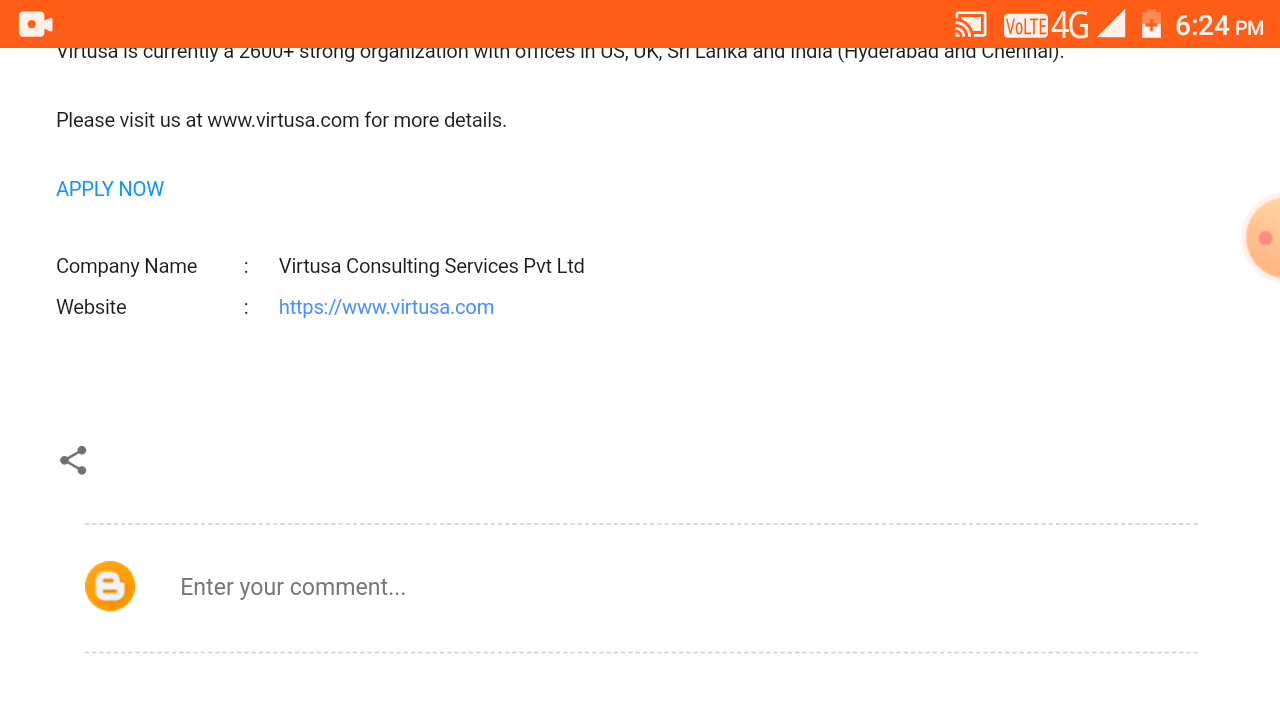 VoLTE 4G 6:24 PM
Virtusa is currently a 2600+ strong organization with offices in US, UK, Sri Lanka and India (Hyderabad and Chennai).
Please visit us at www.virtusa.com for more details.
APPLY NOW
Company Name : Virtusa Consulting Services Pvt Ltd
Website : https://www.virtusa.com
Enter your comment...